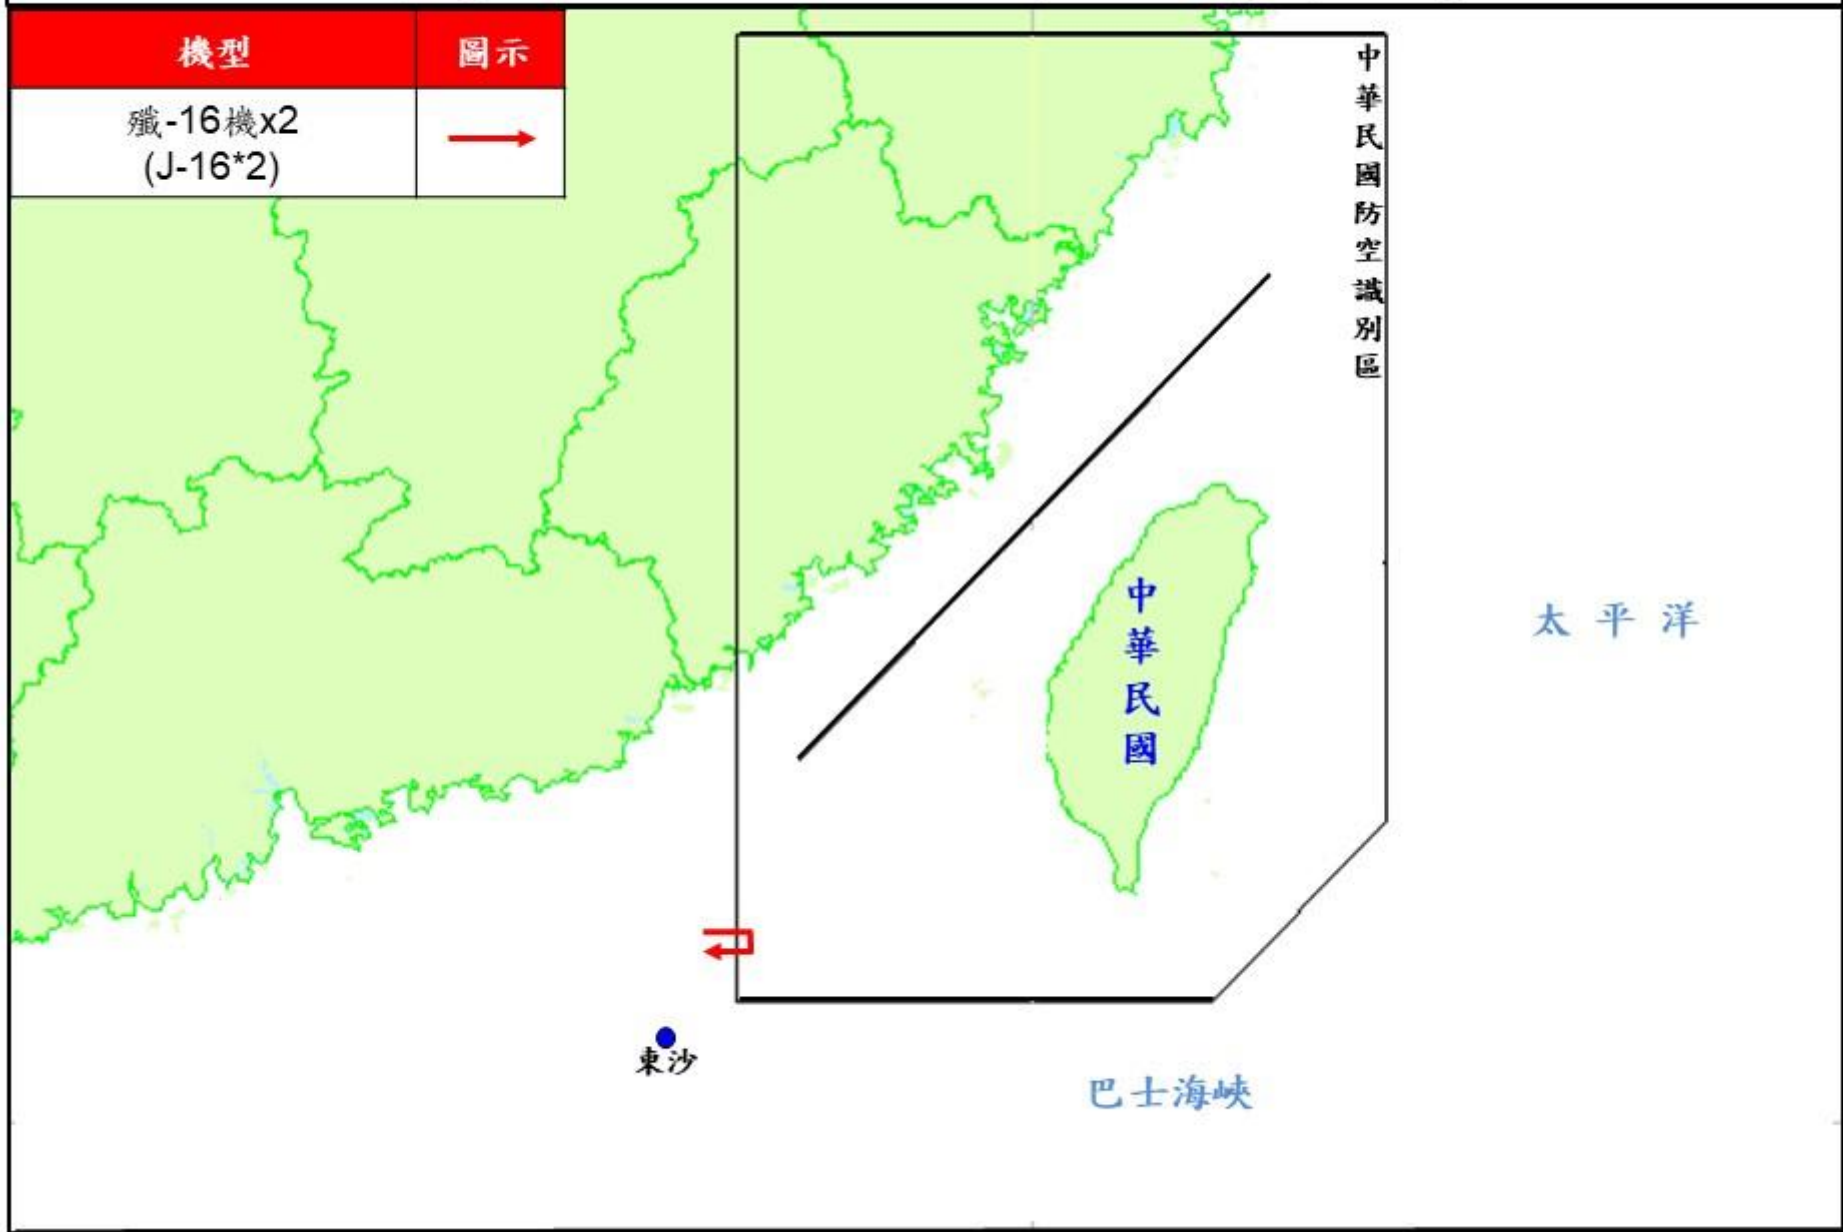 機型
圖示
殲-16機x2
(J-16*2)
中華民國防空識別區
中華民國
太平洋
東沙
巴士海峽